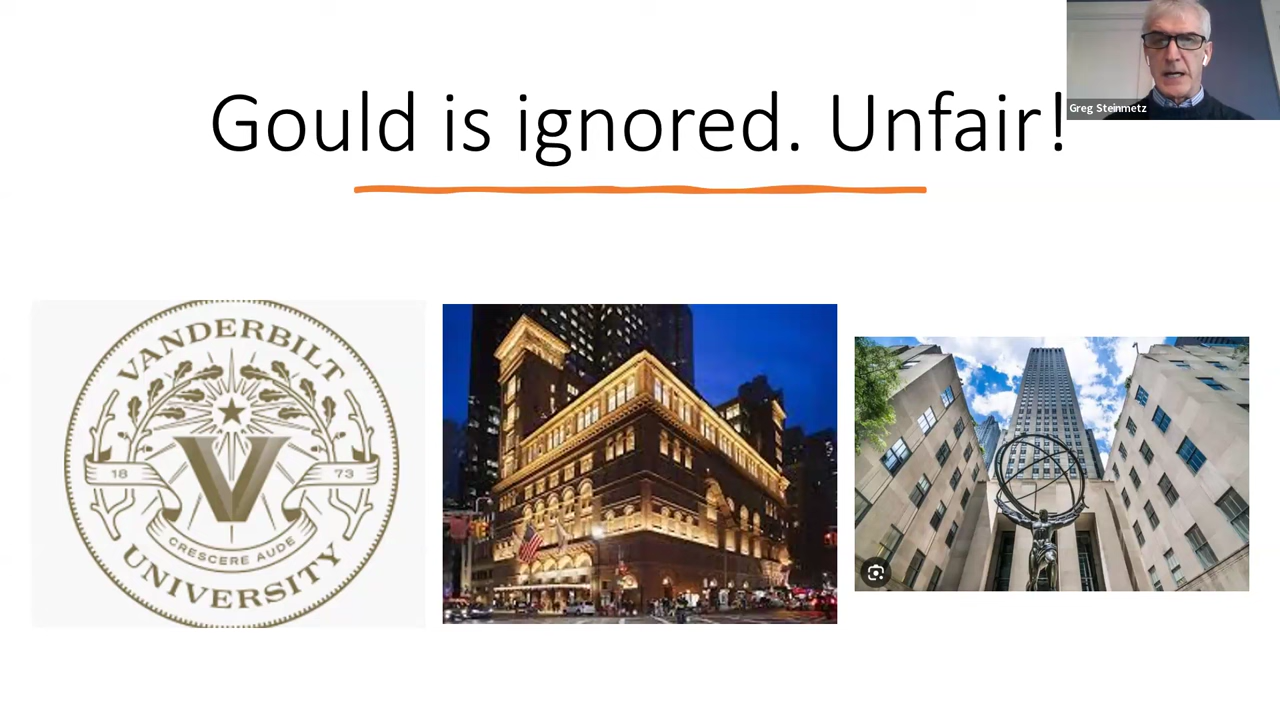 Gould is ignored. Unfair!
Greg Steinmetz
VANDERBILT
18 73
CRESCERE AUDE
UNIVERSITY